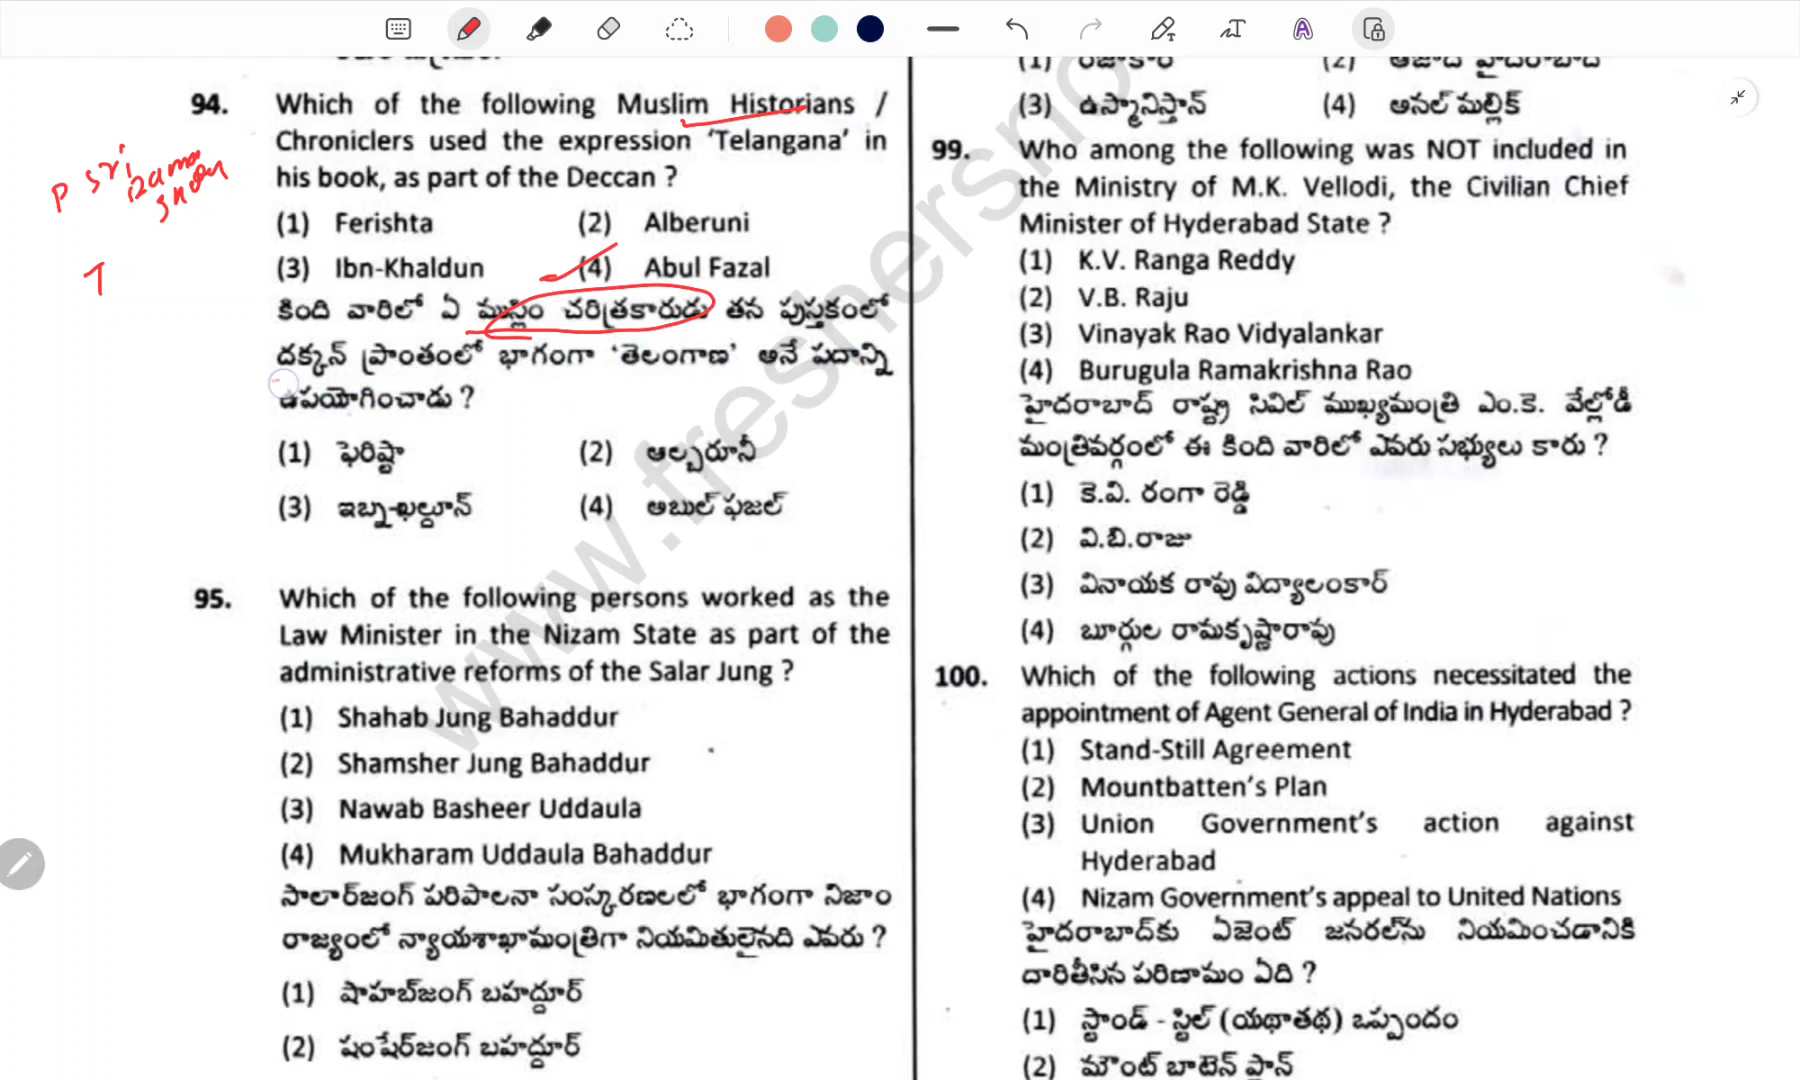 94. Which of the following Muslim Historians /
Chroniclers used the expression ‘Telangana’ in
his book, as part of the Deccan ?
(1) Ferishta (2) Alberuni
(3) Ibn-Khaldun (4) Abul Fazal
కింది వారిలో ఏ ముస్లిం చరిత్రకారుడు తన పుస్తకంలో
దక్కన్ ప్రాంతంలో భాగంగా ‘తెలంగాణ’ అనే పదాన్ని
ఉపయోగించాడు ?
(1) ఫెరిష్టా (2) ఆల్బరూనీ
(3) ఇబ్న-ఖల్దూన్ (4) అబుల్ ఫజల్
95. Which of the following persons worked as the
Law Minister in the Nizam State as part of the
administrative reforms of the Salar Jung ?
(1) Shahab Jung Bahaddur
(2) Shamsher Jung Bahaddur
(3) Nawab Basheer Uddaula
(4) Mukharam Uddaula Bahaddur
సాలార్‌జంగ్ పరిపాలనా సంస్కరణలలో భాగంగా నిజాం
రాజ్యంలో న్యాయశాఖామంత్రిగా నియమితులైనది ఎవరు ?
(1) షాహబ్‌జంగ్ బహద్దూర్
(2) షంషేర్‌జంగ్ బహద్దూర్
(1) రజాకార్ (2) ఆజాద్ హైదరాబాద్
(3) ఉస్మానిస్తాన్ (4) అనల్ మల్లిక్
99. Who among the following was NOT included in
the Ministry of M.K. Vellodi, the Civilian Chief
Minister of Hyderabad State ?
(1) K.V. Ranga Reddy
(2) V.B. Raju
(3) Vinayak Rao Vidyalankar
(4) Burugula Ramakrishna Rao
హైదరాబాద్ రాష్ట్ర సివిల్ ముఖ్యమంత్రి ఎం.కె. వేల్లోడీ
మంత్రివర్గంలో ఈ కింది వారిలో ఎవరు సభ్యులు కారు ?
(1) కె.వి. రంగా రెడ్డి
(2) వి.బి.రాజు
(3) వినాయక రావు విద్యాలంకార్
(4) బూర్గుల రామకృష్ణారావు
100. Which of the following actions necessitated the
appointment of Agent General of India in Hyderabad ?
(1) Stand-Still Agreement
(2) Mountbatten’s Plan
(3) Union Government’s action against
Hyderabad
(4) Nizam Government’s appeal to United Nations
హైదరాబాద్‌కు ఏజెంట్ జనరల్‌ను నియమించడానికి
దారితీసిన పరిణామం ఏది ?
(1) స్టాండ్ - స్టిల్ (యథాతథ) ఒప్పందం
(2) మౌంట్ బాటెన్ ప్లాన్